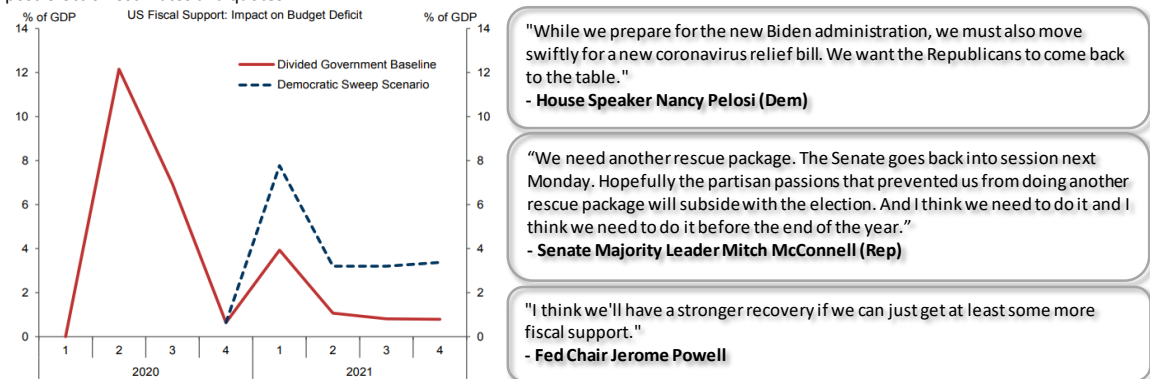 % of GDP
US Fiscal Support: Impact on Budget Deficit
% of GDP
14
14
Divided Government Baseline
12
12
Democratic Sweep Scenario
10
10
8
8
6
6
4
4
2
2
0
0
1 2 3 4 1 2 3 4
2020 2021
"While we prepare for the new Biden administration, we must also move
swiftly for a new coronavirus relief bill. We want the Republicans to come back
to the table."
- House Speaker Nancy Pelosi (Dem)
“We need another rescue package. The Senate goes back into session next
Monday. Hopefully the partisan passions that prevented us from doing another
rescue package will subside with the election. And I think we need to do it and I
think we need to do it before the end of the year.”
- Senate Majority Leader Mitch McConnell (Rep)
"I think we'll have a stronger recovery if we can just get at least some more
fiscal support."
- Fed Chair Jerome Powell